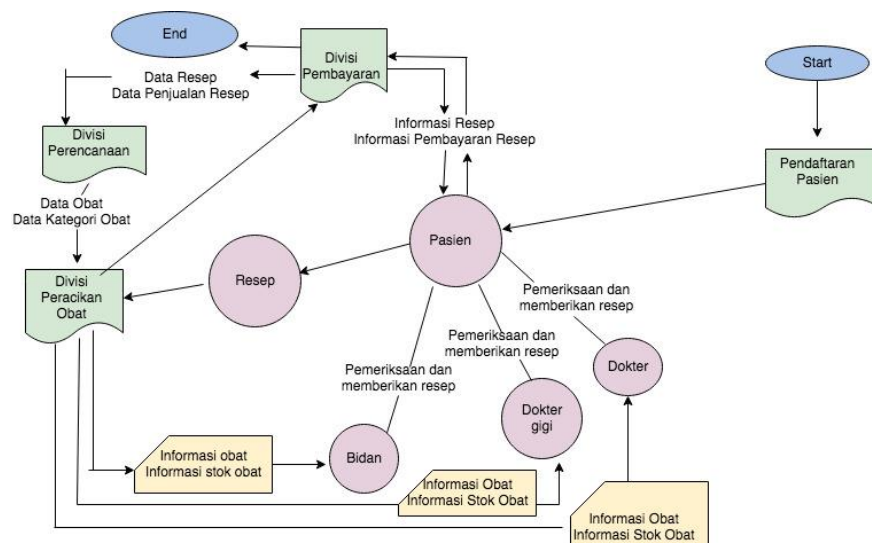 End
Divisi
Pembayaran
Start
Data Resep
Data Penjualan Resep
Informasi Resep
Informasi Pembayaran Resep
Divisi
Perencanaan
Pendaftaran
Pasien
Data Obat
Data Kategori Obat
Pasien
Resep
Divisi
Peracikan
Obat
Pemeriksaan dan
memberikan resep
Pemeriksaan dan
memberikan resep
Pemeriksaan dan
memberikan resep
Dokter
Dokter
gigi
Bidan
Informasi obat
Informasi stok obat
Informasi Obat
Informasi Stok Obat
Informasi Obat
Informasi Stok Obat